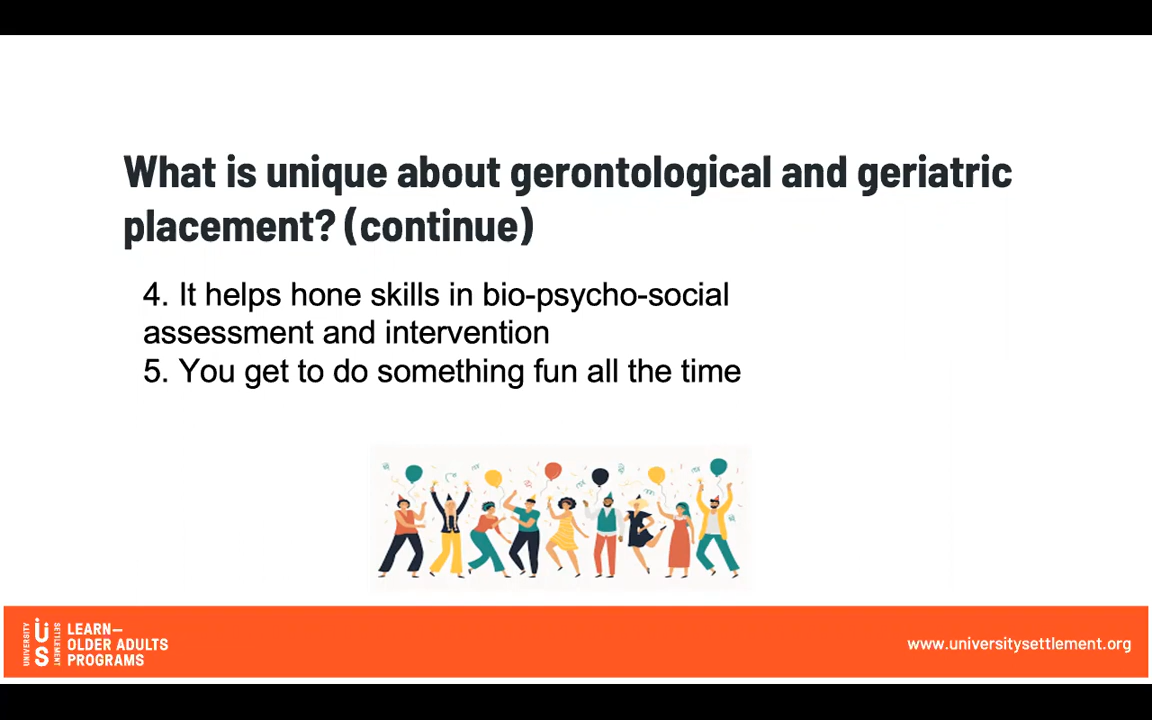 What is unique about gerontological and geriatric
placement? (continue)
4. It helps hone skills in bio-psycho-social
assessment and intervention
5. You get to do something fun all the time
UNIVERSITY
US
SETTLEMENT
LEARN—
OLDER ADULTS
PROGRAMS
www.universitysettlement.org